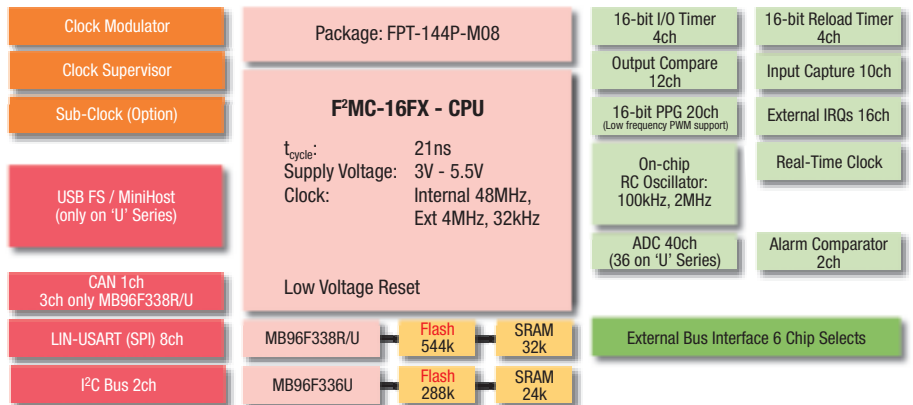 Clock Modulator
Clock Supervisor
Sub-Clock (Option)
USB FS / MiniHost
(only on 'U' Series)
CAN 1ch
3ch only MB96F338R/U
LIN-USART (SPI) 8ch
I²C Bus 2ch
Package: FPT-144P-M08
F²MC-16FX - CPU
tcycle: 21ns
Supply Voltage: 3V - 5.5V
Clock: Internal 48MHz,
Ext 4MHz, 32kHz
Low Voltage Reset
MB96F338R/U
Flash
544k
SRAM
32k
MB96F336U
Flash
288k
SRAM
24k
16-bit I/O Timer
4ch
16-bit Reload Timer
4ch
Output Compare
12ch
Input Capture 10ch
16-bit PPG 20ch
(Low frequency PWM support)
External IRQs 16ch
On-chip
RC Oscillator:
100kHz, 2MHz
Real-Time Clock
ADC 40ch
(36 on 'U' Series)
Alarm Comparator
2ch
External Bus Interface 6 Chip Selects